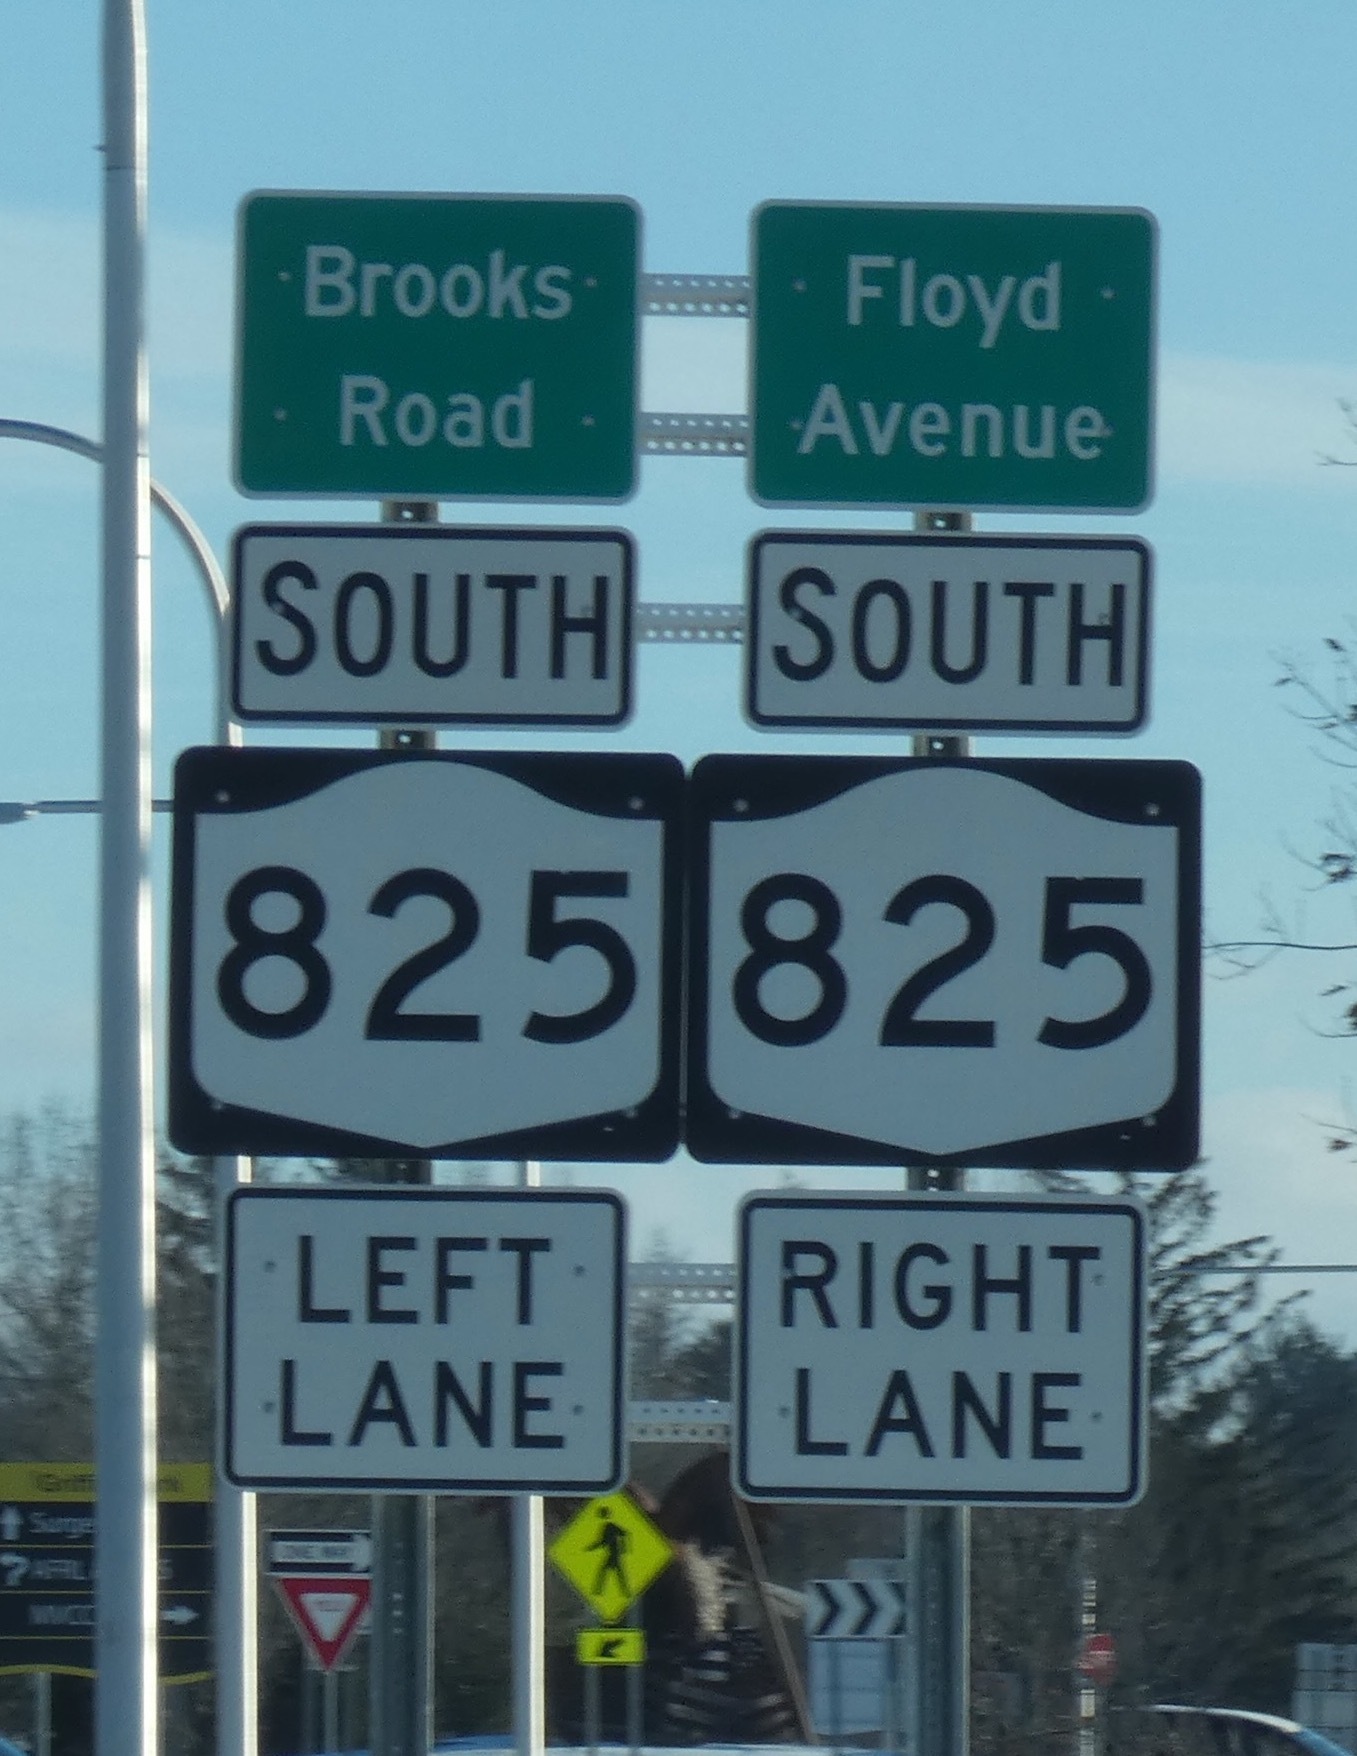 Brooks
Road
Floyd
Avenue
SOUTH
SOUTH
825
825
LEFT
LANE
RIGHT
LANE
ONE WAY